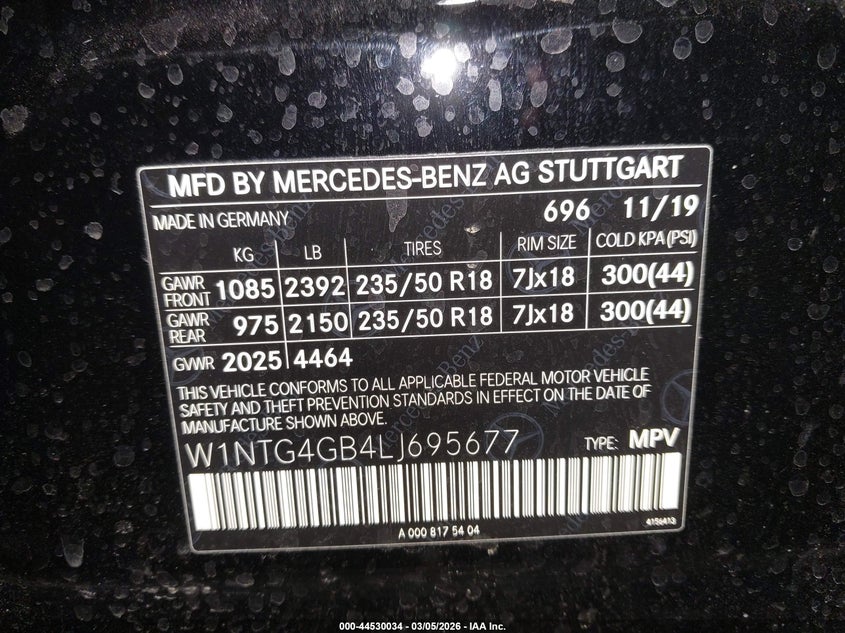 MFD BY MERCEDES-BENZ AG STUTTGART
MADE IN GERMANY 696 11/19
KG LB TIRES RIM SIZE COLD KPA (PSI)
GAWR FRONT 1085 2392 235/50 R18 7Jx18 300(44)
GAWR REAR 975 2150 235/50 R18 7Jx18 300(44)
GVWR 2025 4464
THIS VEHICLE CONFORMS TO ALL APPLICABLE FEDERAL MOTOR VEHICLE
SAFETY AND THEFT PREVENTION STANDARDS IN EFFECT ON THE DATE OF
MANUFACTURE SHOWN ABOVE.
W1NTG4GB4LJ695677 TYPE: MPV
A 000 817 54 04 4156413
000-44530034 - 03/05/2026 - IAA Inc.